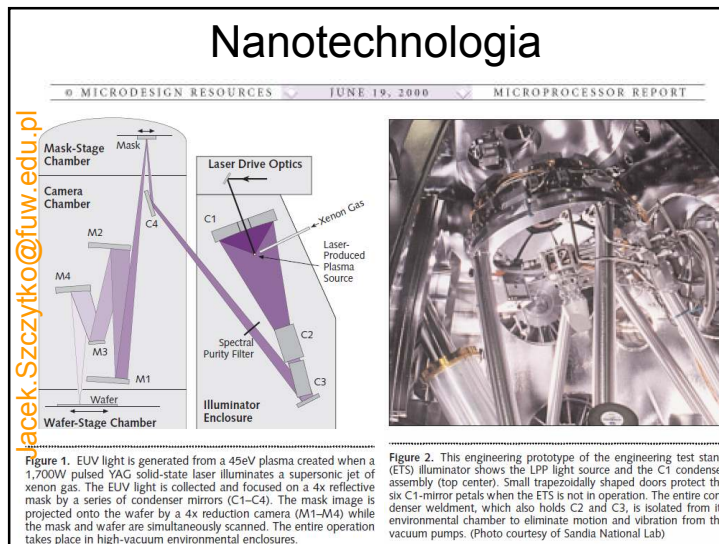 Nanotechnologia
© MICRODESIGN RESOURCES JUNE 19, 2000 MICROPROCESSOR REPORT
Jacek.Szczytko@fuw.edu.pl
Mask-Stage
Chamber
Mask
Camera
Chamber
C4
M2
M4
M3
M1
Wafer
Wafer-Stage Chamber
Laser Drive Optics
C1
Xenon Gas
Laser-
Produced
Plasma
Source
Spectral
Purity Filter
C2
C3
Illuminator
Enclosure
Figure 1. EUV light is generated from a 45eV plasma created when a
1,700W pulsed YAG solid-state laser illuminates a supersonic jet of
xenon gas. The EUV light is collected and focused on a 4x reflective
mask by a series of condenser mirrors (C1–C4). The mask image is
projected onto the wafer by a 4x reduction camera (M1–M4) while
the mask and wafer are simultaneously scanned. The entire operation
takes place in high-vacuum environmental enclosures.
Figure 2. This engineering prototype of the engineering test stan
(ETS) illuminator shows the LPP light source and the C1 condense
assembly (top center). Small trapezoidally shaped doors protect th
six C1-mirror petals when the ETS is not in operation. The entire con
denser weldment, which also holds C2 and C3, is isolated from it
environmental chamber to eliminate motion and vibration from th
vacuum pumps. (Photo courtesy of Sandia National Lab)